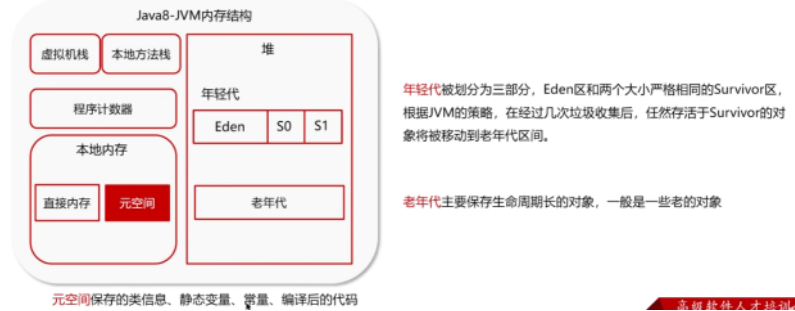 Java8-JVM内存结构
虚拟机栈
本地方法栈
堆
程序计数器
年轻代
Eden
S0
S1
本地内存
直接内存
元空间
老年代
元空间保存的类信息、静态变量、常量、编译后的代码
年轻代被划分为三部分，Eden区和两个大小严格相同的Survivor区，
根据JVM的策略，在经过几次垃圾收集后，任然存活于Survivor的对
象将被移动到老年代区间。
老年代主要保存生命周期长的对象，一般是一些老的对象
高级软件人才培训